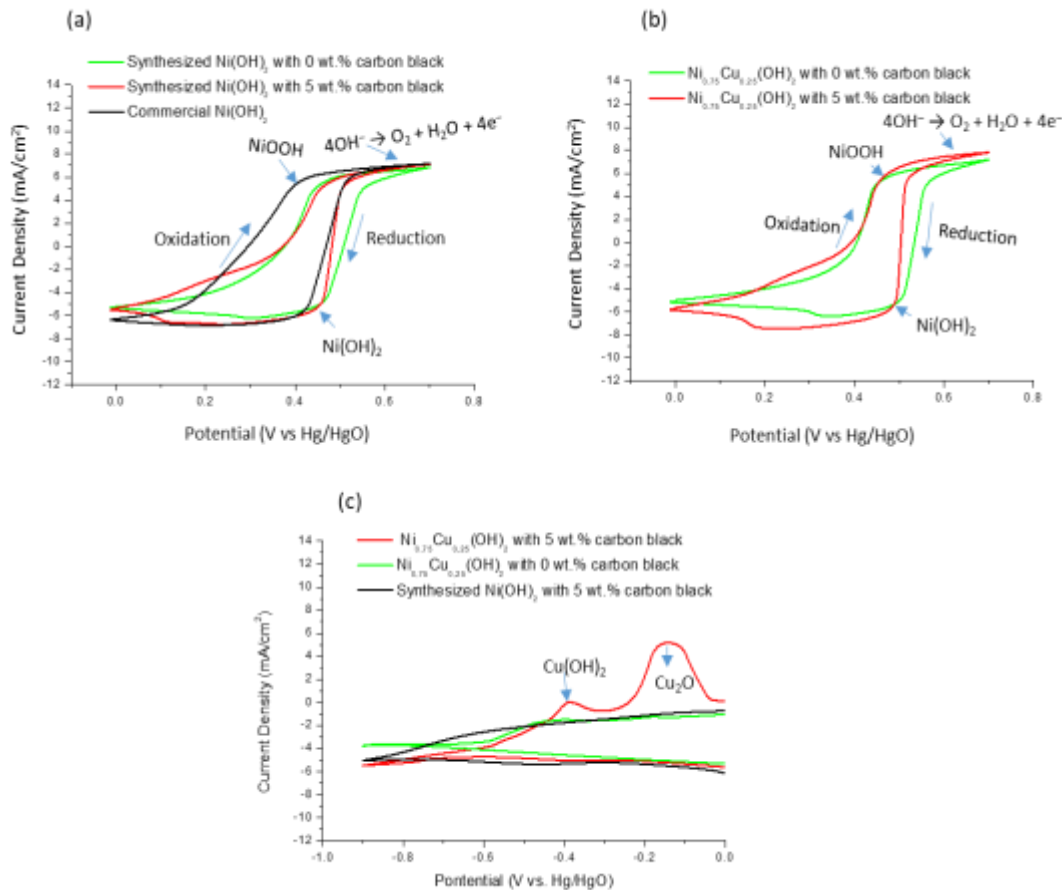 (a)
Synthesized Ni(OH)₂ with 0 wt.% carbon black
Synthesized Ni(OH)₂ with 5 wt.% carbon black
Commercial Ni(OH)₂
14
12
10
8
6
4
2
0
-2
-4
-6
-8
-10
-12
Current Density (mA/cm²)
NiOOH
4OH⁻ → O₂ + H₂O + 4e⁻
Oxidation
Reduction
Ni(OH)₂
0.0 0.2 0.4 0.6 0.8
Potential (V vs Hg/HgO)
(b)
Ni₀.₇₅Cu₀.₂₅(OH)₂ with 0 wt.% carbon black
Ni₀.₇₅Cu₀.₂₅(OH)₂ with 5 wt.% carbon black
14
12
10
8
6
4
2
0
-2
-4
-6
-8
-10
-12
Current Density (mA/cm²)
4OH⁻ → O₂ + H₂O + 4e⁻
NiOOH
Oxidation
Reduction
Ni(OH)₂
0.0 0.2 0.4 0.6 0.8
Potential (V vs Hg/HgO)
(c)
Ni₀.₇₅Cu₀.₂₅(OH)₂ with 5 wt.% carbon black
Ni₀.₇₅Cu₀.₂₅(OH)₂ with 0 wt.% carbon black
Synthesized Ni(OH)₂ with 5 wt.% carbon black
14
12
10
8
6
4
2
0
-2
-4
-6
-8
-10
-12
Current Density (mA/cm²)
Cu(OH)₂
Cu₂O
-1.0 -0.8 -0.6 -0.4 -0.2 0.0
Pontential (V vs. Hg/HgO)